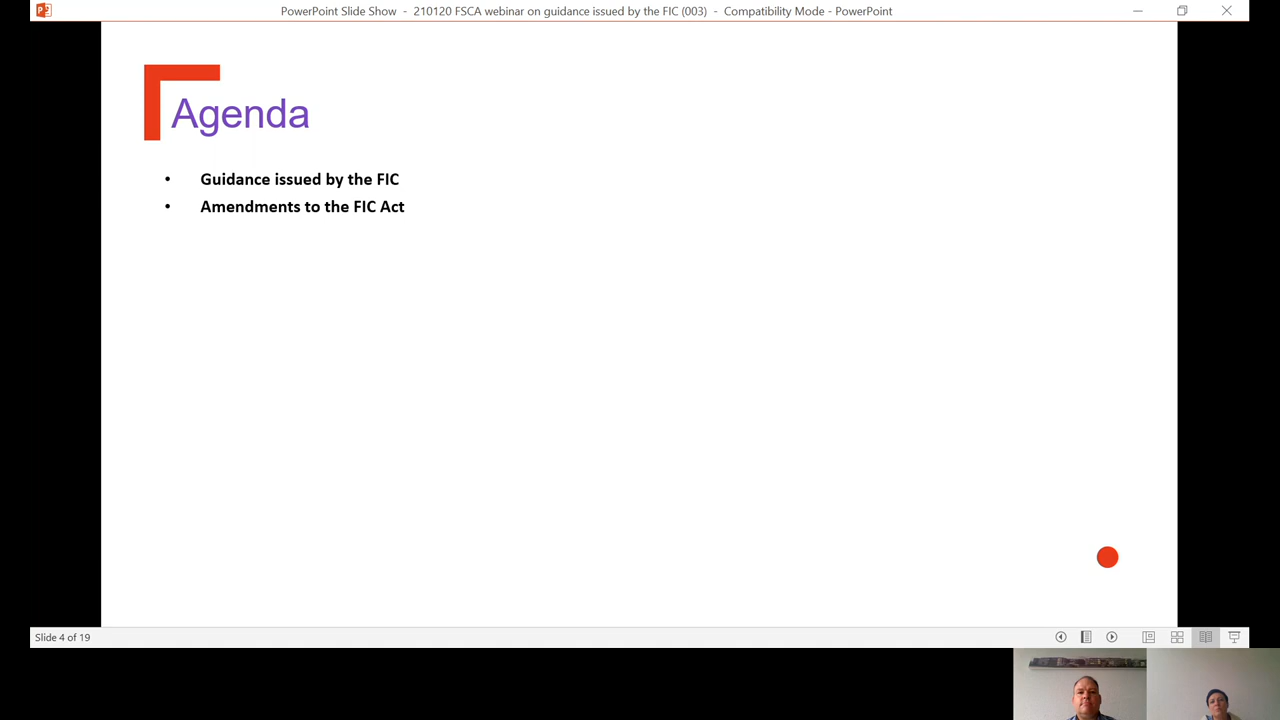 PowerPoint Slide Show - 210120 FSCA webinar on guidance issued by the FIC (003) - Compatibility Mode - PowerPoint
Agenda
• Guidance issued by the FIC
• Amendments to the FIC Act
Slide 4 of 19